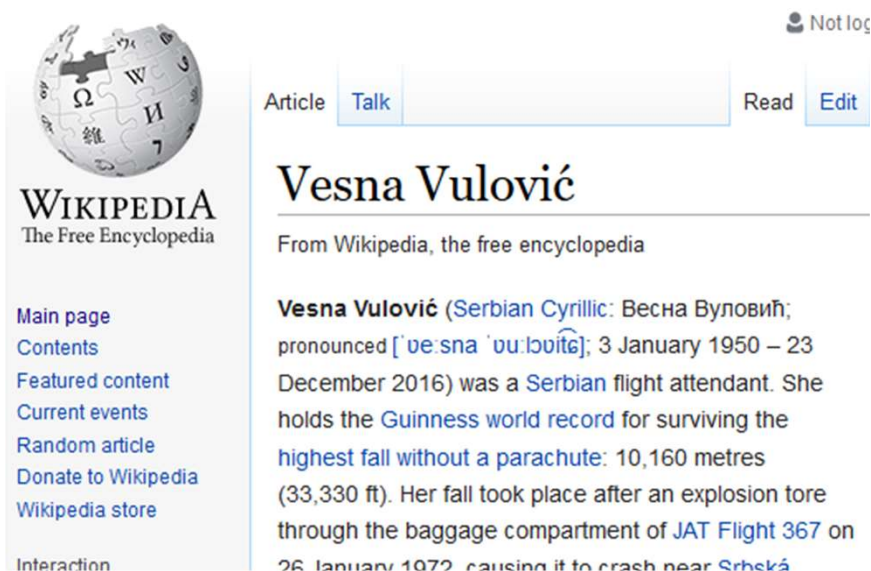 Not log
Article
Talk
Read
Edit
WIKIPEDIA
The Free Encyclopedia
Vesna Vulović
From Wikipedia, the free encyclopedia
Main page
Contents
Featured content
Current events
Random article
Donate to Wikipedia
Wikipedia store
Interaction
Vesna Vulović (Serbian Cyrillic: Весна Вуловић;
pronounced [ˈʋeːsna ˈʋuːlɔʋit͡ɕ]; 3 January 1950 – 23
December 2016) was a Serbian flight attendant. She
holds the Guinness world record for surviving the
highest fall without a parachute: 10,160 metres
(33,330 ft). Her fall took place after an explosion tore
through the baggage compartment of JAT Flight 367 on
26 January 1972, causing it to crash near Srbská